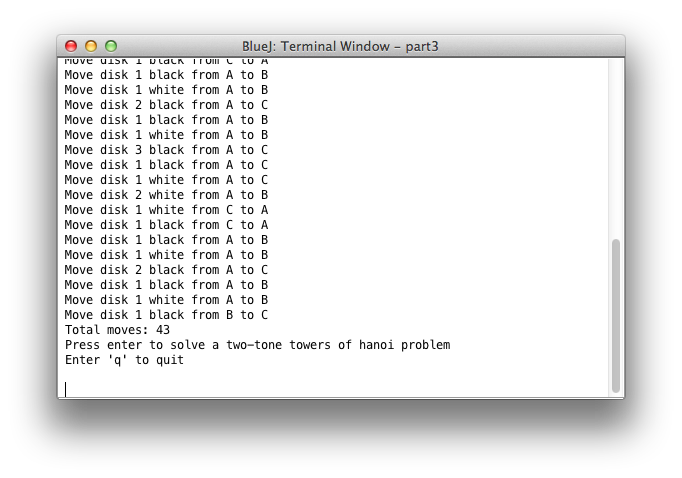 BlueJ: Terminal Window - part3
Move disk 1 black from C to A
Move disk 1 black from A to B
Move disk 1 white from A to B
Move disk 2 black from A to C
Move disk 1 black from A to B
Move disk 1 white from A to B
Move disk 3 black from A to C
Move disk 1 black from A to C
Move disk 1 white from A to C
Move disk 2 white from A to B
Move disk 1 white from C to A
Move disk 1 black from C to A
Move disk 1 black from A to B
Move disk 1 white from A to B
Move disk 2 black from A to C
Move disk 1 black from A to B
Move disk 1 white from A to B
Move disk 1 black from B to C
Total moves: 43
Press enter to solve a two-tone towers of hanoi problem
Enter 'q' to quit